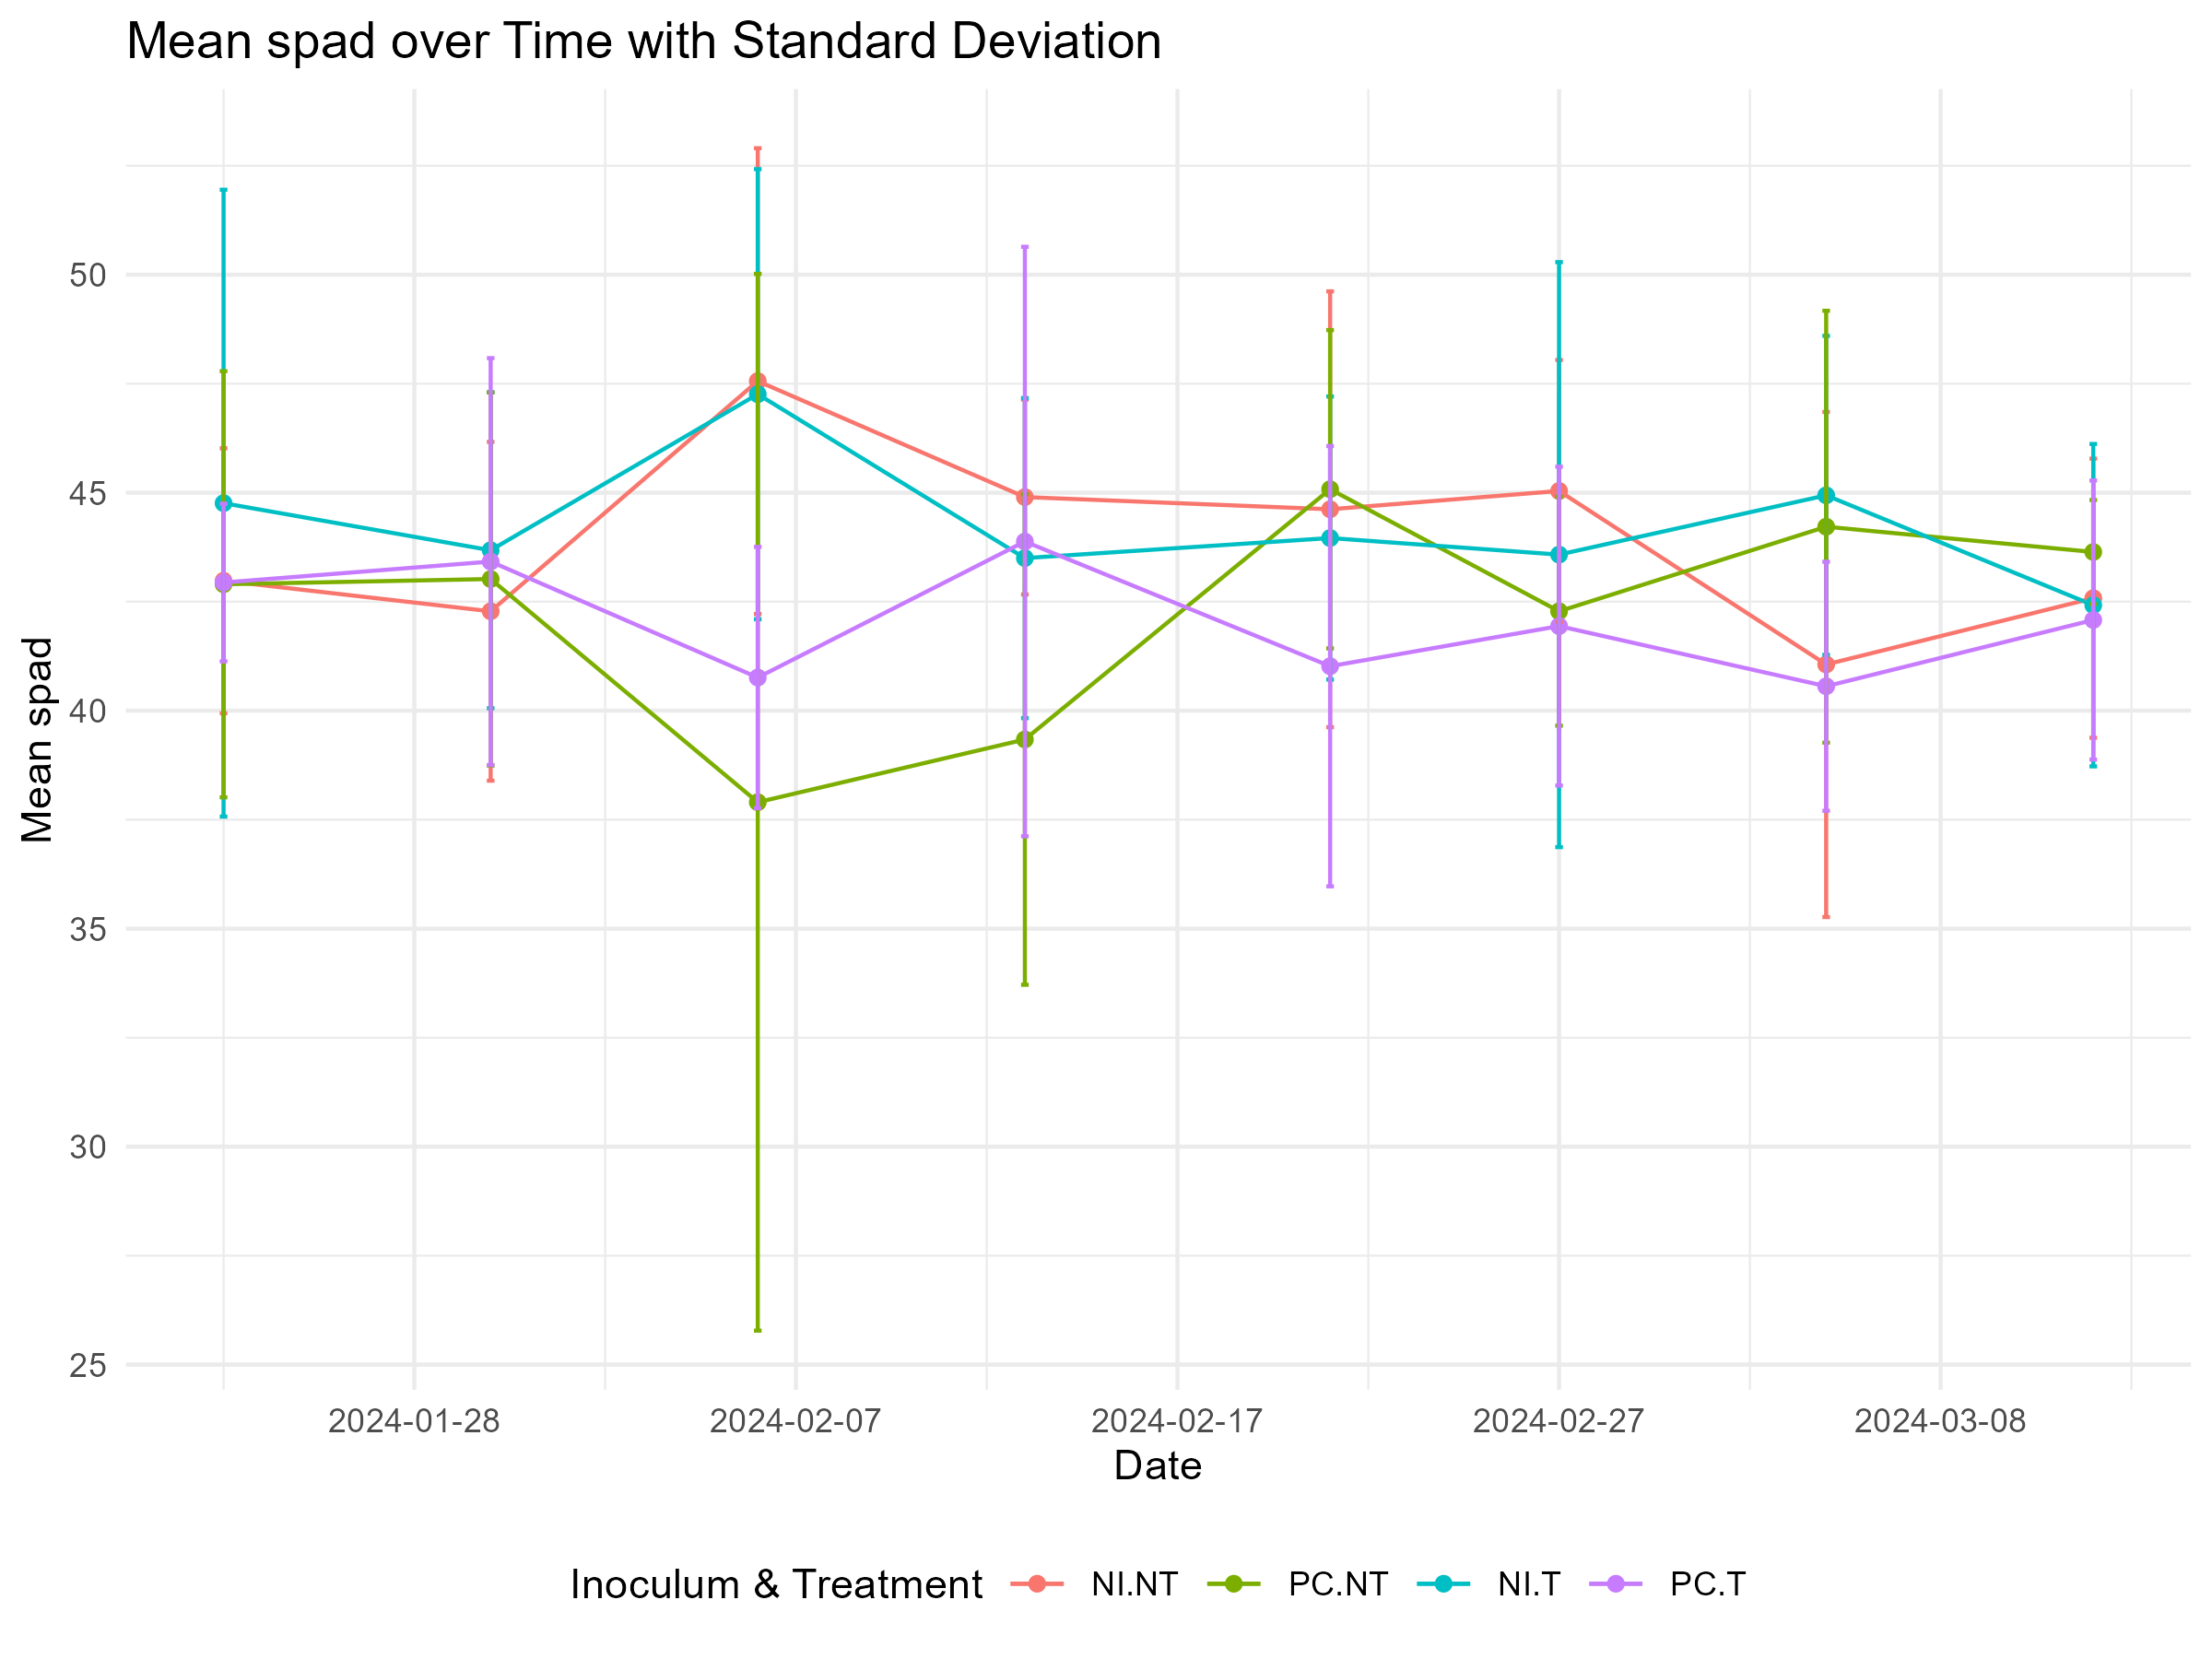 Mean spad over Time with Standard Deviation
Mean spad
50
45
40
35
30
25
2024-01-28 2024-02-07 2024-02-17 2024-02-27 2024-03-08
Date
Inoculum & Treatment NI.NT PC.NT NI.T PC.T